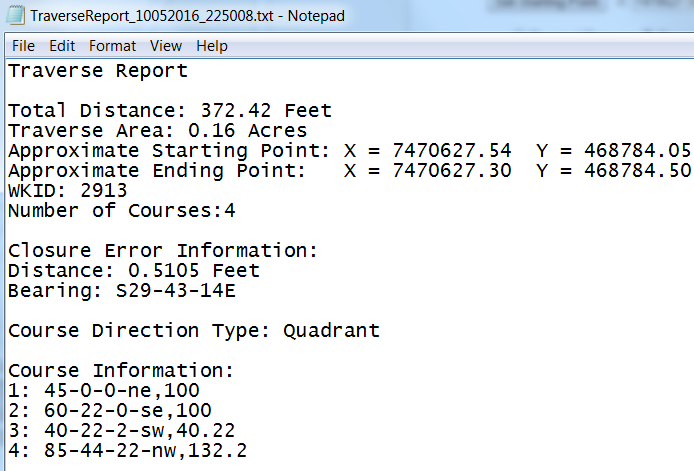 TraverseReport_10052016_225008.txt - Notepad
File Edit Format View Help
Traverse Report
Total Distance: 372.42 Feet
Traverse Area: 0.16 Acres
Approximate Starting Point: X = 7470627.54 Y = 468784.05
Approximate Ending Point: X = 7470627.30 Y = 468784.50
WKID: 2913
Number of Courses:4
Closure Error Information:
Distance: 0.5105 Feet
Bearing: S29-43-14E
Course Direction Type: Quadrant
Course Information:
1: 45-0-0-ne,100
2: 60-22-0-se,100
3: 40-22-2-sw,40.22
4: 85-44-22-nw,132.2